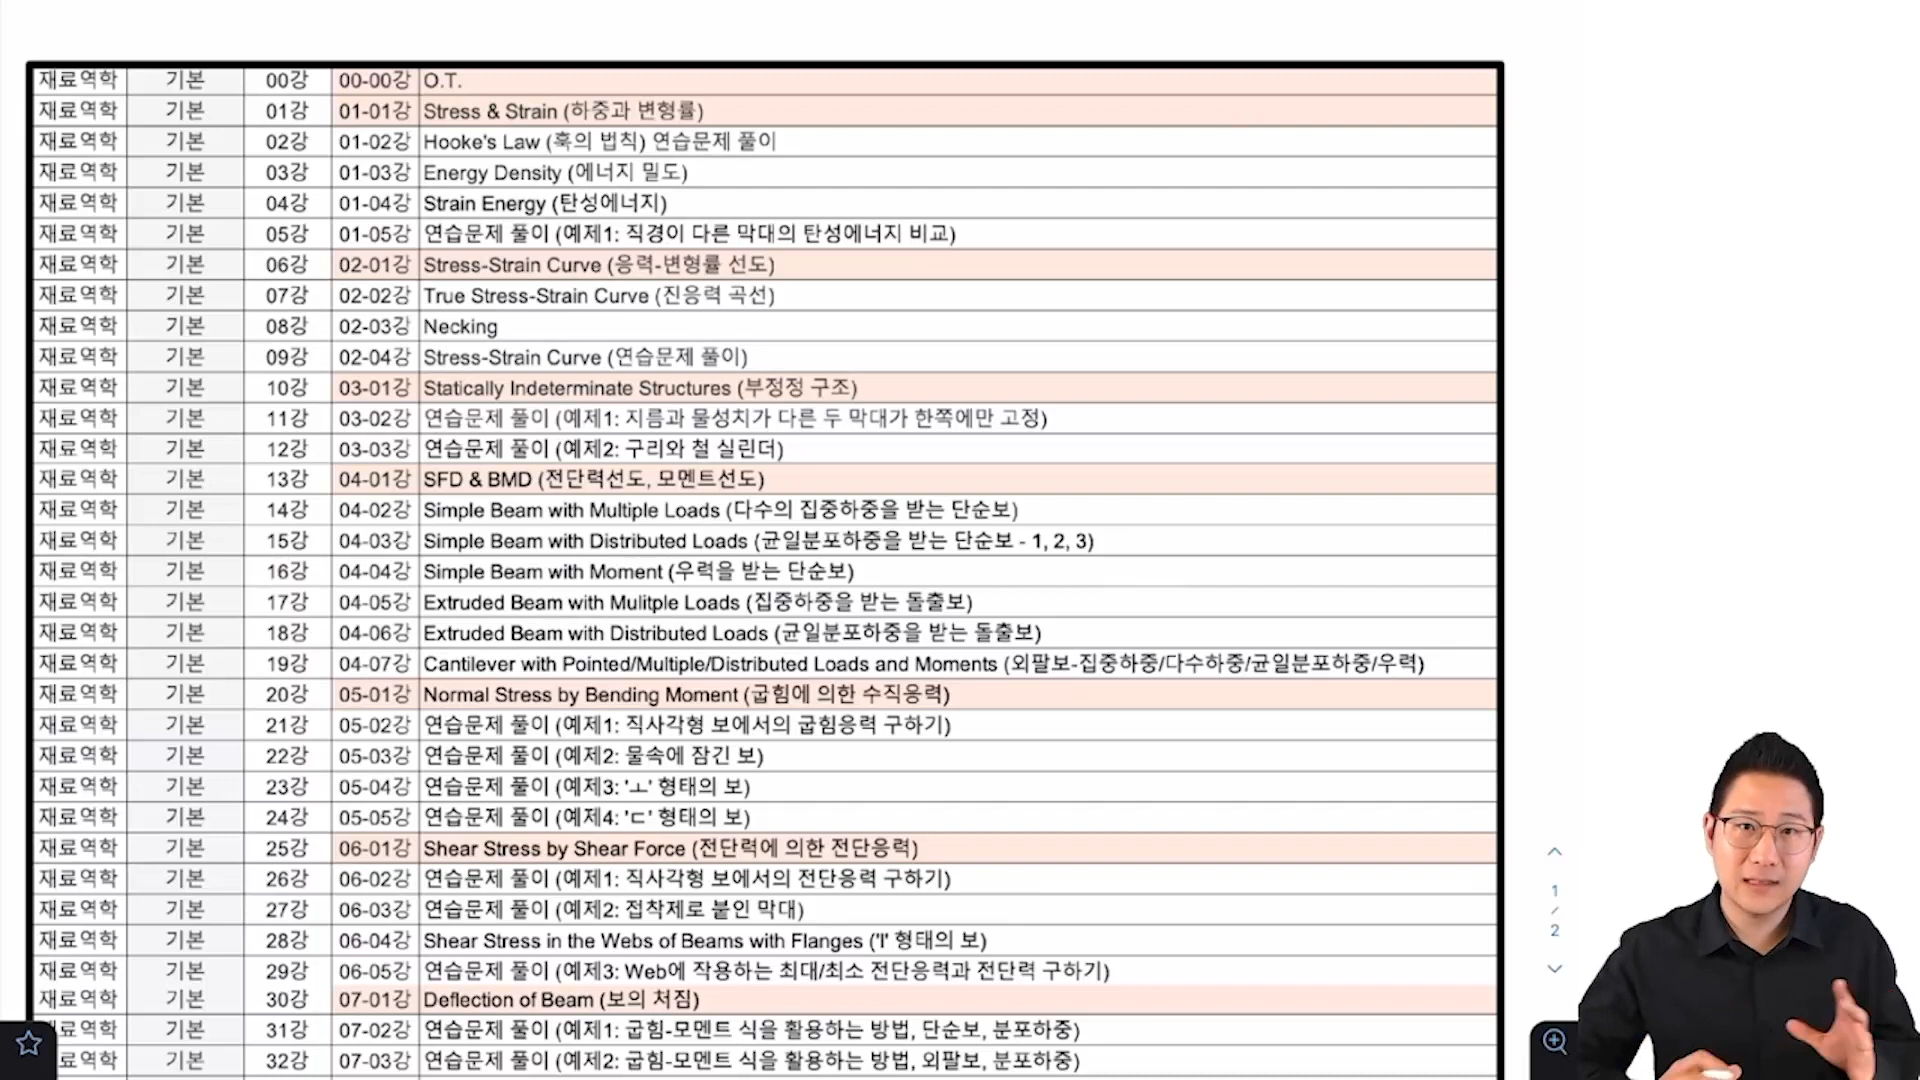 재료역학 기본 00강 00-00강 O.T.
재료역학 기본 01강 01-01강 Stress & Strain (하중과 변형률)
재료역학 기본 02강 01-02강 Hooke's Law (훅의 법칙) 연습문제 풀이
재료역학 기본 03강 01-03강 Energy Density (에너지 밀도)
재료역학 기본 04강 01-04강 Strain Energy (탄성에너지)
재료역학 기본 05강 01-05강 연습문제 풀이 (예제1: 직경이 다른 막대의 탄성에너지 비교)
재료역학 기본 06강 02-01강 Stress-Strain Curve (응력-변형률 선도)
재료역학 기본 07강 02-02강 True Stress-Strain Curve (진응력 곡선)
재료역학 기본 08강 02-03강 Necking
재료역학 기본 09강 02-04강 Stress-Strain Curve (연습문제 풀이)
재료역학 기본 10강 03-01강 Statically Indeterminate Structures (부정정 구조)
재료역학 기본 11강 03-02강 연습문제 풀이 (예제1: 지름과 물성치가 다른 두 막대가 한쪽에만 고정)
재료역학 기본 12강 03-03강 연습문제 풀이 (예제2: 구리와 철 실린더)
재료역학 기본 13강 04-01강 SFD & BMD (전단력선도, 모멘트선도)
재료역학 기본 14강 04-02강 Simple Beam with Multiple Loads (다수의 집중하중을 받는 단순보)
재료역학 기본 15강 04-03강 Simple Beam with Distributed Loads (균일분포하중을 받는 단순보 - 1, 2, 3)
재료역학 기본 16강 04-04강 Simple Beam with Moment (우력을 받는 단순보)
재료역학 기본 17강 04-05강 Extruded Beam with Mulitple Loads (집중하중을 받는 돌출보)
재료역학 기본 18강 04-06강 Extruded Beam with Distributed Loads (균일분포하중을 받는 돌출보)
재료역학 기본 19강 04-07강 Cantilever with Pointed/Multiple/Distributed Loads and Moments (외팔보-집중하중/다수하중/균일분포하중/우력)
재료역학 기본 20강 05-01강 Normal Stress by Bending Moment (굽힘에 의한 수직응력)
재료역학 기본 21강 05-02강 연습문제 풀이 (예제1: 직사각형 보에서의 굽힘응력 구하기)
재료역학 기본 22강 05-03강 연습문제 풀이 (예제2: 물속에 잠긴 보)
재료역학 기본 23강 05-04강 연습문제 풀이 (예제3: 'ㅗ' 형태의 보)
재료역학 기본 24강 05-05강 연습문제 풀이 (예제4: 'ㄷ' 형태의 보)
재료역학 기본 25강 06-01강 Shear Stress by Shear Force (전단력에 의한 전단응력)
재료역학 기본 26강 06-02강 연습문제 풀이 (예제1: 직사각형 보에서의 전단응력 구하기)
재료역학 기본 27강 06-03강 연습문제 풀이 (예제2: 접착제로 붙인 막대)
재료역학 기본 28강 06-04강 Shear Stress in the Webs of Beams with Flanges ('I' 형태의 보)
재료역학 기본 29강 06-05강 연습문제 풀이 (예제3: Web에 작용하는 최대/최소 전단응력과 전단력 구하기)
재료역학 기본 30강 07-01강 Deflection of Beam (보의 처짐)
료역학 기본 31강 07-02강 연습문제 풀이 (예제1: 굽힘-모멘트 식을 활용하는 방법, 단순보, 분포하중)
료역학 기본 32강 07-03강 연습문제 풀이 (예제2: 굽힘-모멘트 식을 활용하는 방법, 외팔보, 분포하중)
1
/
2